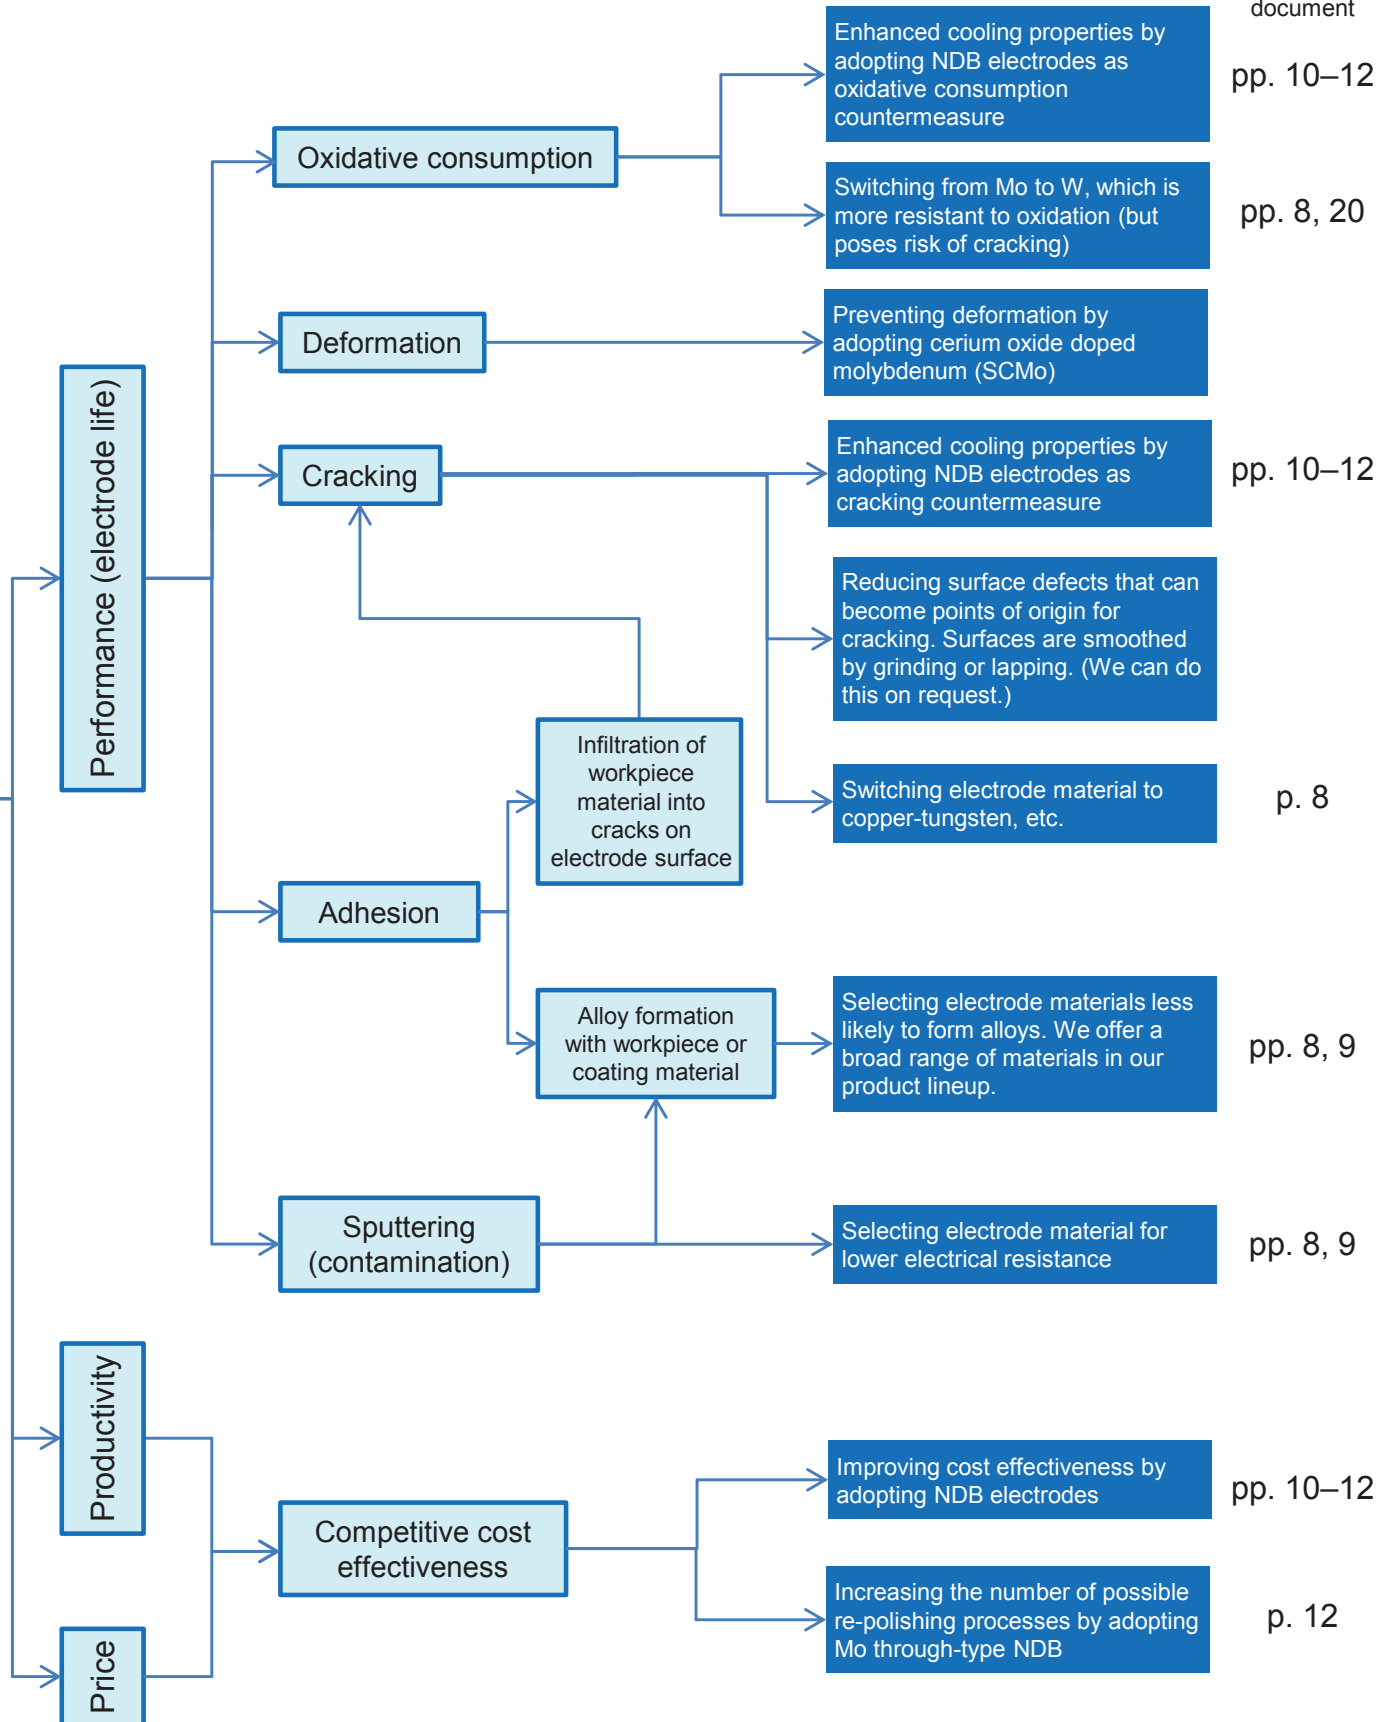 document
Enhanced cooling properties by
adopting NDB electrodes as
oxidative consumption
countermeasure
pp. 10–12
Oxidative consumption
Switching from Mo to W, which is
more resistant to oxidation (but
poses risk of cracking)
pp. 8, 20
Deformation
Preventing deformation by
adopting cerium oxide doped
molybdenum (SCMo)
Performance (electrode life)
Cracking
Enhanced cooling properties by
adopting NDB electrodes as
cracking countermeasure
pp. 10–12
Reducing surface defects that can
become points of origin for
cracking. Surfaces are smoothed
by grinding or lapping. (We can do
this on request.)
Infiltration of
workpiece
material into
cracks on
electrode surface
Switching electrode material to
copper-tungsten, etc.
p. 8
Adhesion
Alloy formation
with workpiece or
coating material
Selecting electrode materials less
likely to form alloys. We offer a
broad range of materials in our
product lineup.
pp. 8, 9
Sputtering
(contamination)
Selecting electrode material for
lower electrical resistance
pp. 8, 9
Productivity
Improving cost effectiveness by
adopting NDB electrodes
pp. 10–12
Competitive cost
effectiveness
Increasing the number of possible
re-polishing processes by adopting
Mo through-type NDB
p. 12
Price